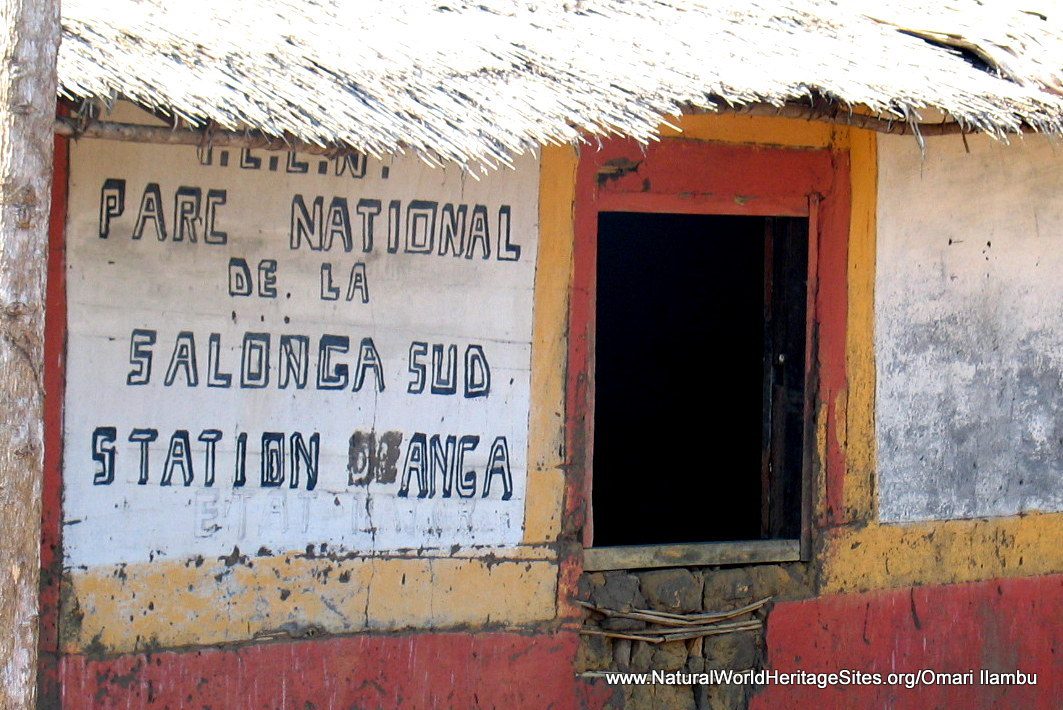 PARC NATIONAL
DE. LA
SALONGA SUD
STATION ANGA
www.NaturalWorldHeritageSites.org/Omari Ilambu